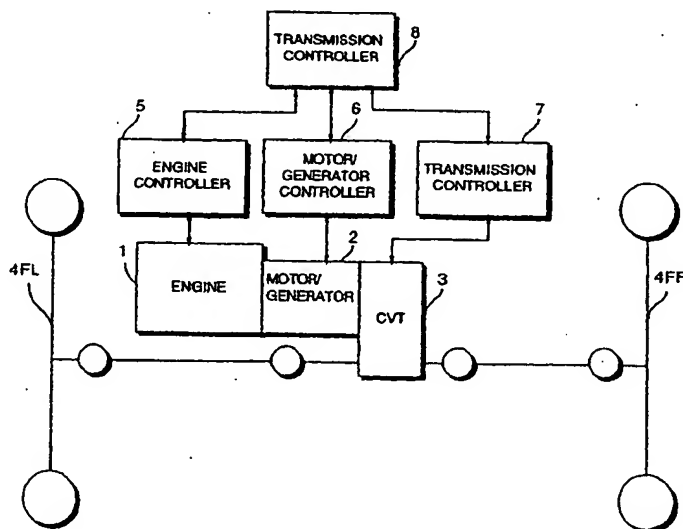 TRANSMISSION
CONTROLLER
8
5
6
7
ENGINE
CONTROLLER
MOTOR/
GENERATOR
CONTROLLER
TRANSMISSION
CONTROLLER
1
2
3
4FL
ENGINE
MOTOR/
GENERATOR
CVT
4FF